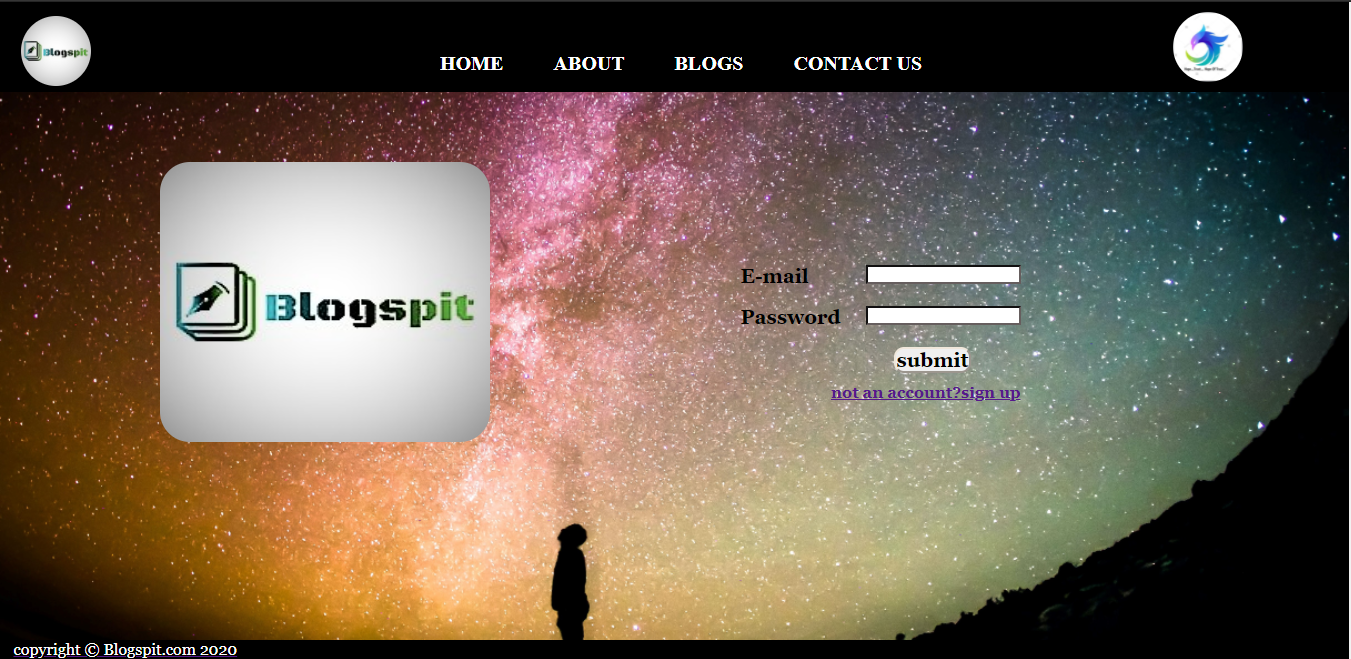 Blogspit
HOME ABOUT BLOGS CONTACT US
Blogspit
E-mail
Password
submit
not an account?sign up
copyright © Blogspit.com 2020